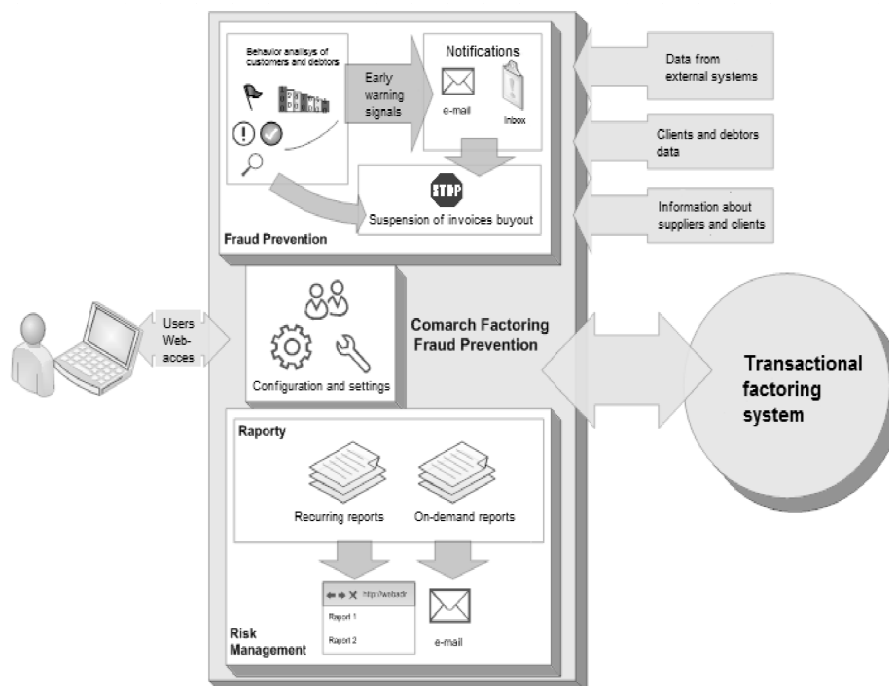 Behavior analisys of
customers and debtors
Early
warning
signals
Notifications
e-mail
Inbox
STOP
Suspension of invoices buyout
Fraud Prevention
Data from
external systems
Clients and debtors
data
Information about
suppliers and clients
Users
Web-
acces
Configuration and settings
Comarch Factoring
Fraud Prevention
Transactional
factoring
system
Raporty
Recurring reports
On-demand reports
http://webadr
Raport 1
Raport 2
e-mail
Risk
Management